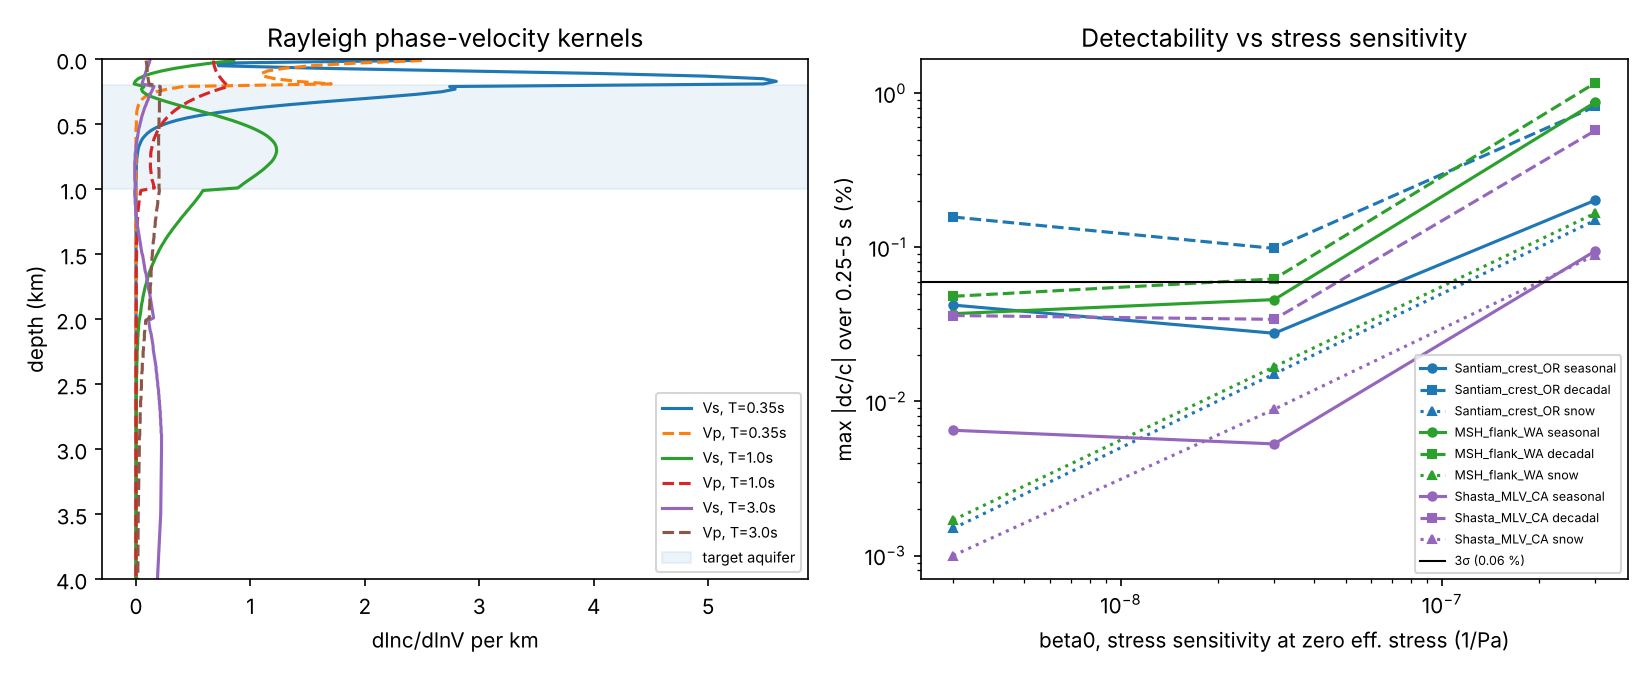 Rayleigh phase-velocity kernels
depth (km)
0.0
0.5
1.0
1.5
2.0
2.5
3.0
3.5
4.0
Vs, T=0.35s
Vp, T=0.35s
Vs, T=1.0s
Vp, T=1.0s
Vs, T=3.0s
Vp, T=3.0s
target aquifer
0 1 2 3 4 5
dlnc/dlnV per km
Detectability vs stress sensitivity
max |dc/c| over 0.25-5 s (%)
10⁰
10⁻¹
10⁻²
10⁻³
Santiam_crest_OR seasonal
Santiam_crest_OR decadal
Santiam_crest_OR snow
MSH_flank_WA seasonal
MSH_flank_WA decadal
MSH_flank_WA snow
Shasta_MLV_CA seasonal
Shasta_MLV_CA decadal
Shasta_MLV_CA snow
3σ (0.06 %)
10⁻⁸ 10⁻⁷
beta0, stress sensitivity at zero eff. stress (1/Pa)